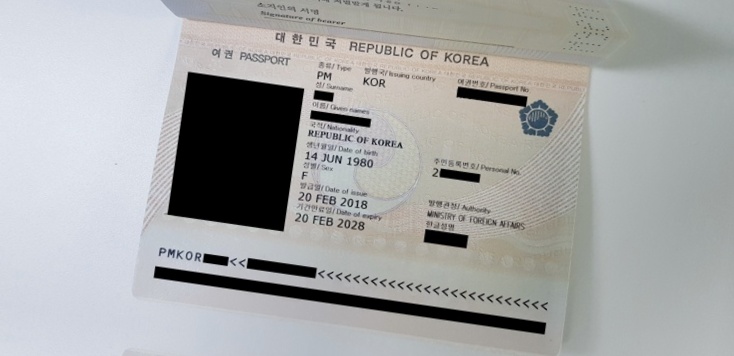 소지인의 서명
Signature of bearer
대 한 민 국 REPUBLIC OF KOREA
여권 PASSPORT
종류/ Type
발행국/ Issuing country
여권번호/ Passport No
PM
KOR
성/ Surname
이름/ Given names
국적/ Nationality
REPUBLIC OF KOREA
생년월일/ Date of birth
14 JUN 1980
주민등록번호/ Personal No.
2
성별/ Sex
F
발급일/ Date of issue
20 FEB 2018
발행관청/ Authority
MINISTRY OF FOREIGN AFFAIRS
기간만료일/ Date of expiry
20 FEB 2028
한글성명
PMKOR <<  <<<<<<<<<<<<<<<<<<<<<<<<<<